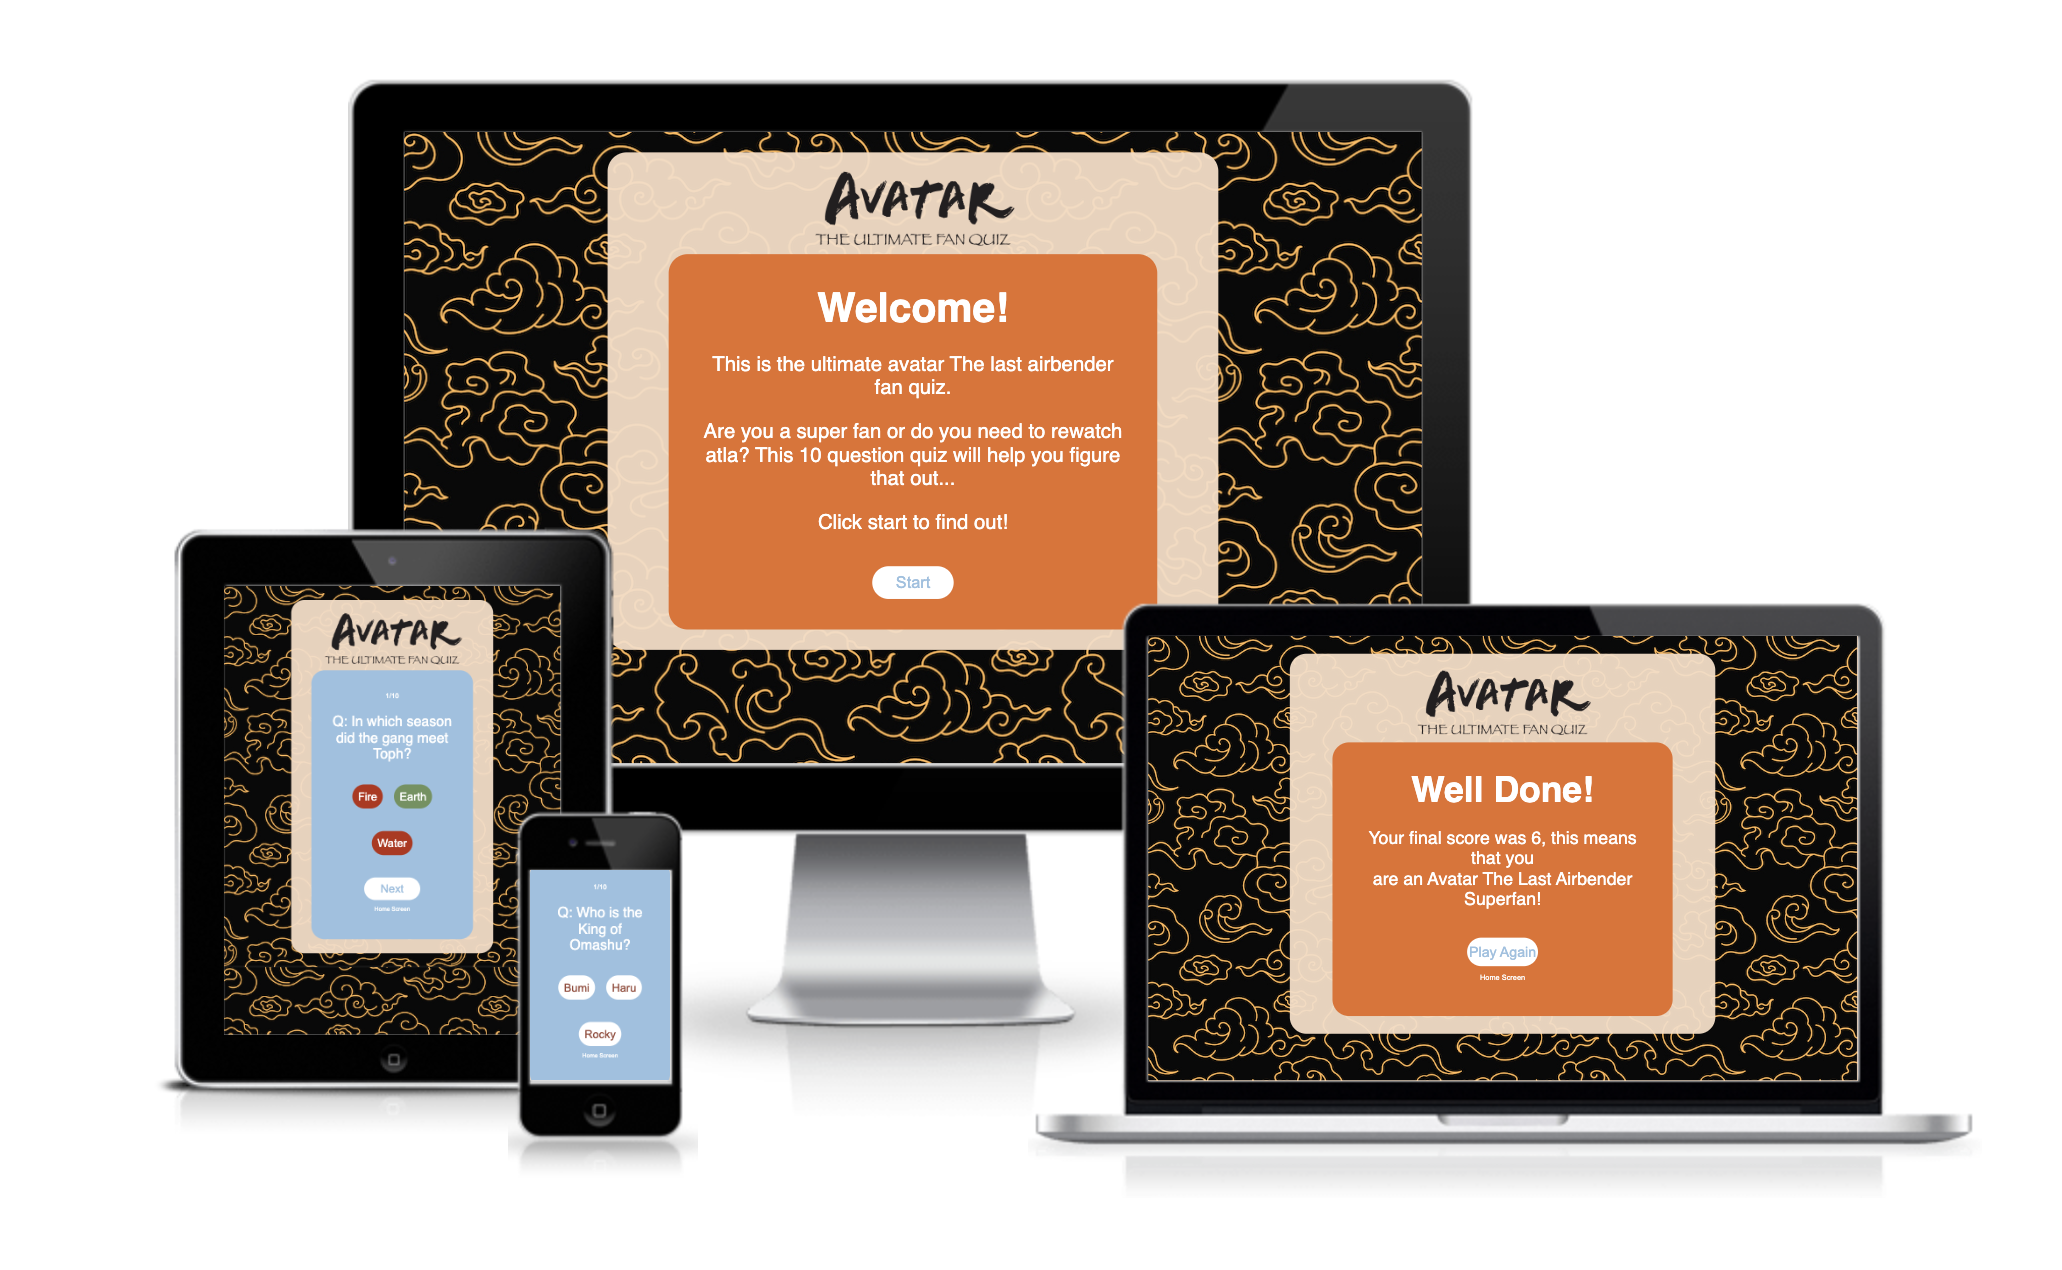 AVATAR
THE ULTIMATE FAN QUIZ
Welcome!
This is the ultimate avatar The last airbender
fan quiz.
Are you a super fan or do you need to rewatch
atla? This 10 question quiz will help you figure
that out...
Click start to find out!
Start
AVATAR
THE ULTIMATE FAN QUIZ
1/10
Q: In which season
did the gang meet
Toph?
Fire
Earth
Water
Next
Home Screen
1/10
Q: Who is the
King of
Omashu?
Bumi
Haru
Rocky
Home Screen
AVATAR
THE ULTIMATE FAN QUIZ
Well Done!
Your final score was 6, this means
that you
are an Avatar The Last Airbender
Superfan!
Play Again
Home Screen